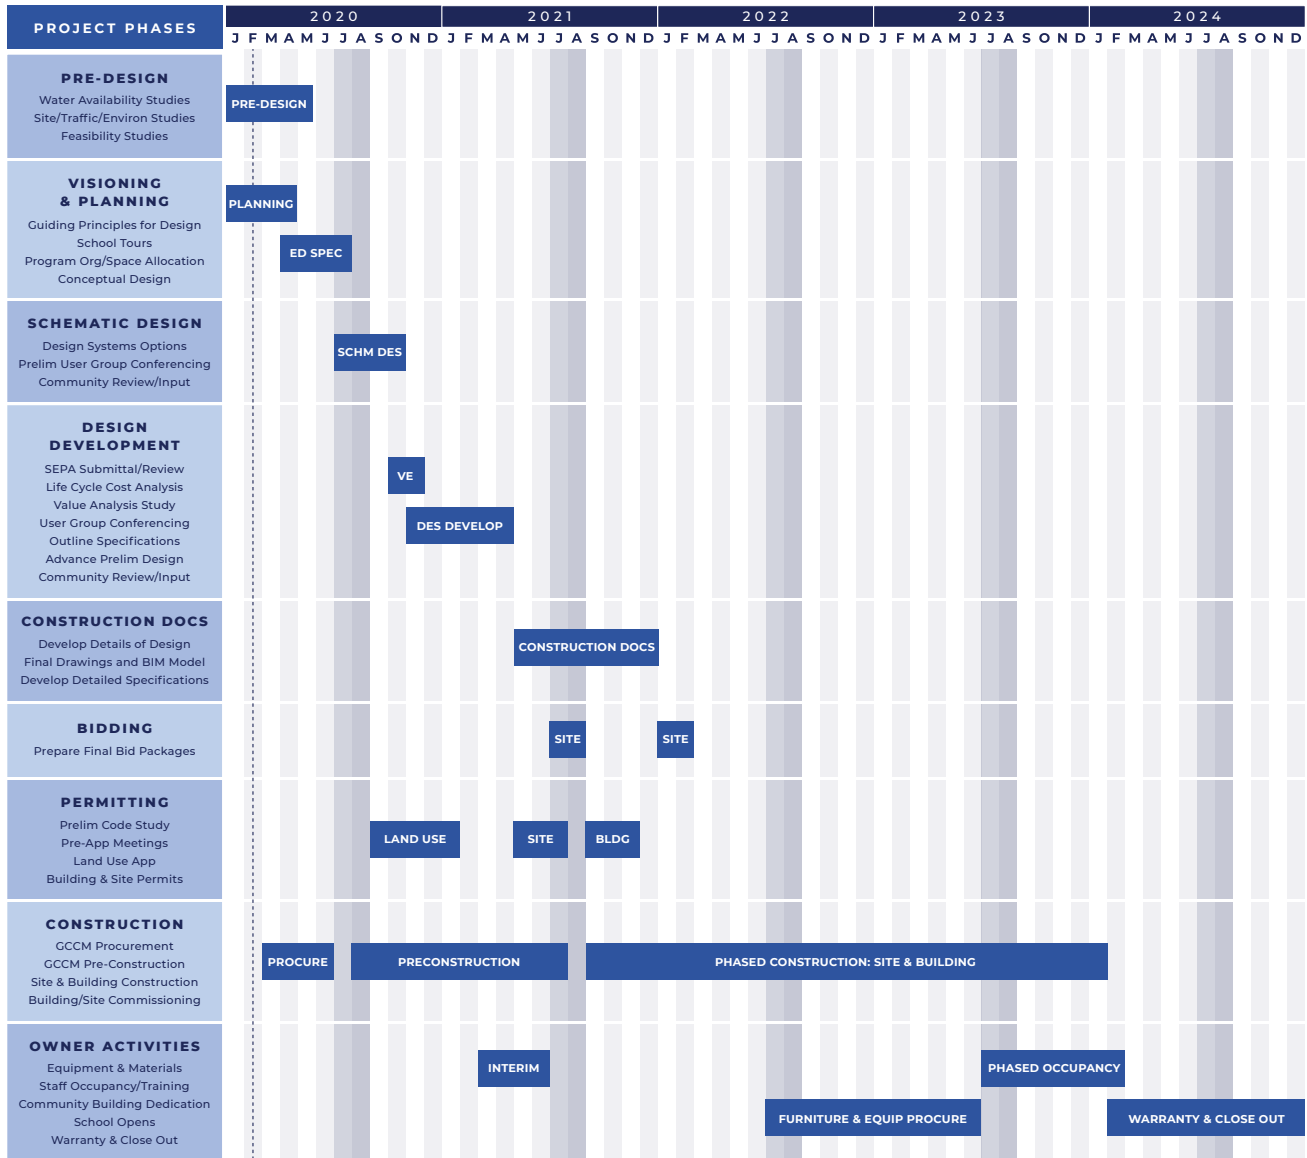 PROJECT PHASES
2020 2021 2022 2023 2024
J F M A M J J A S O N D J F M A M J J A S O N D J F M A M J J A S O N D J F M A M J J A S O N D J F M A M J J A S O N D
PRE-DESIGN
Water Availability Studies
Site/Traffic/Environ Studies
Feasibility Studies
PRE-DESIGN
VISIONING
& PLANNING
Guiding Principles for Design
School Tours
Program Org/Space Allocation
Conceptual Design
PLANNING
ED SPEC
SCHEMATIC DESIGN
Design Systems Options
Prelim User Group Conferencing
Community Review/Input
SCHM DES
DESIGN
DEVELOPMENT
SEPA Submittal/Review
Life Cycle Cost Analysis
Value Analysis Study
User Group Conferencing
Outline Specifications
Advance Prelim Design
Community Review/Input
VE
DES DEVELOP
CONSTRUCTION DOCS
Develop Details of Design
Final Drawings and BIM Model
Develop Detailed Specifications
CONSTRUCTION DOCS
BIDDING
Prepare Final Bid Packages
SITE SITE
PERMITTING
Prelim Code Study
Pre-App Meetings
Land Use App
Building & Site Permits
LAND USE SITE BLDG
CONSTRUCTION
GCCM Procurement
GCCM Pre-Construction
Site & Building Construction
Building/Site Commissioning
PROCURE PRECONSTRUCTION PHASED CONSTRUCTION: SITE & BUILDING
OWNER ACTIVITIES
Equipment & Materials
Staff Occupancy/Training
Community Building Dedication
School Opens
Warranty & Close Out
INTERIM PHASED OCCUPANCY
FURNITURE & EQUIP PROCURE WARRANTY & CLOSE OUT